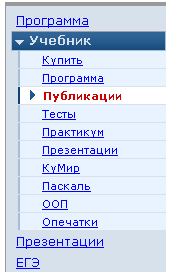 Программа
Учебник
Купить
Программа
Публикации
Тесты
Практикум
Презентации
КуМир
Паскаль
ООП
Опечатки
Презентации
ЕГЭ